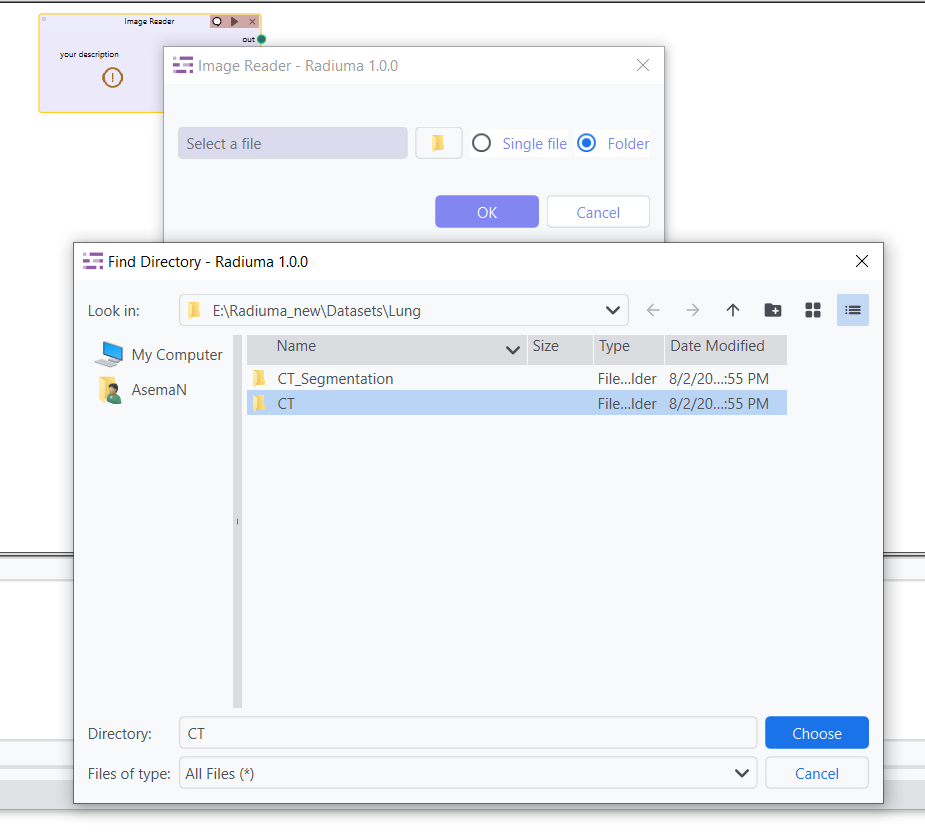 Image Reader
out
your description
Image Reader - Radiuma 1.0.0
Select a file
Single file
Folder
OK
Cancel
Find Directory - Radiuma 1.0.0
Look in:
E:\Radiuma_new\Datasets\Lung
My Computer
AsemaN
Name Size Type Date Modified
CT_Segmentation File...lder 8/2/20...:55 PM
CT File...lder 8/2/20...:55 PM
Directory: CT Choose
Files of type: All Files (*) Cancel